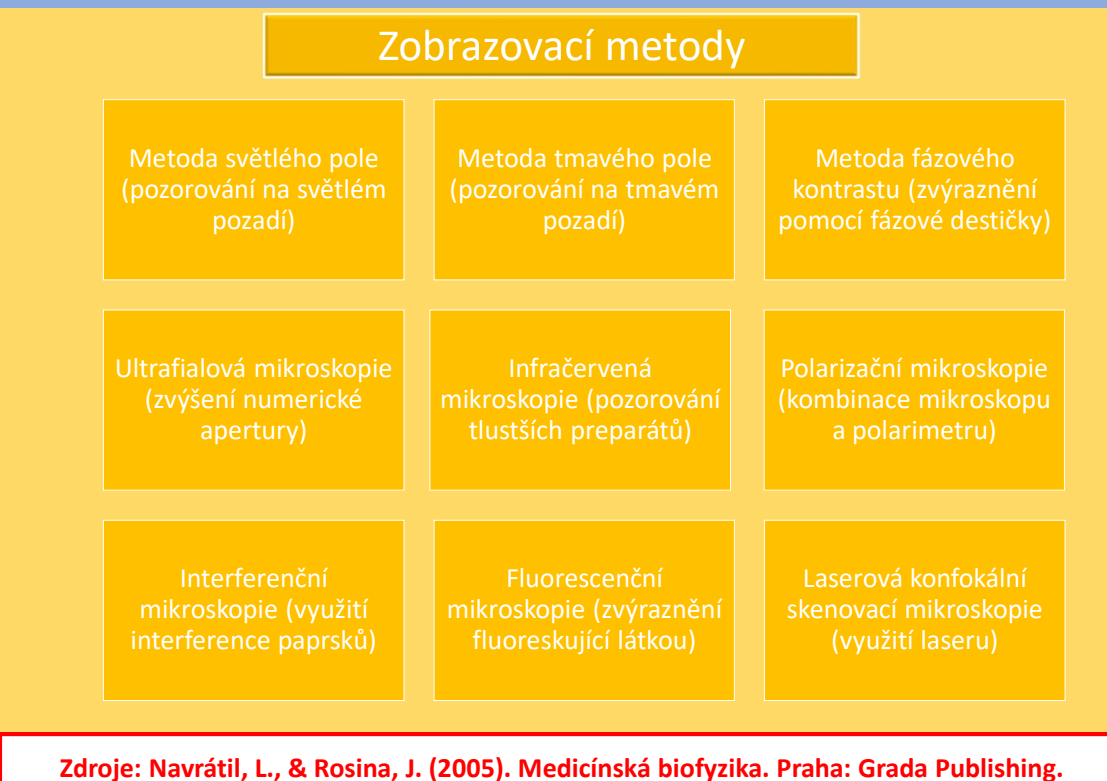 Zobrazovací metody
Metoda světlého pole
(pozorování na světlém
pozadí)
Metoda tmavého pole
(pozorování na tmavém
pozadí)
Metoda fázového
kontrastu (zvýraznění
pomocí fázové destičky)
Ultrafialová mikroskopie
(zvýšení numerické
apertury)
Infračervená
mikroskopie (pozorování
tlustších preparátů)
Polarizační mikroskopie
(kombinace mikroskopu
a polarimetru)
Interferenční
mikroskopie (využití
interference paprsků)
Fluorescenční
mikroskopie (zvýraznění
fluoreskující látkou)
Laserová konfokální
skenovací mikroskopie
(využití laseru)
Zdroje: Navrátil, L., & Rosina, J. (2005). Medicínská biofyzika. Praha: Grada Publishing.